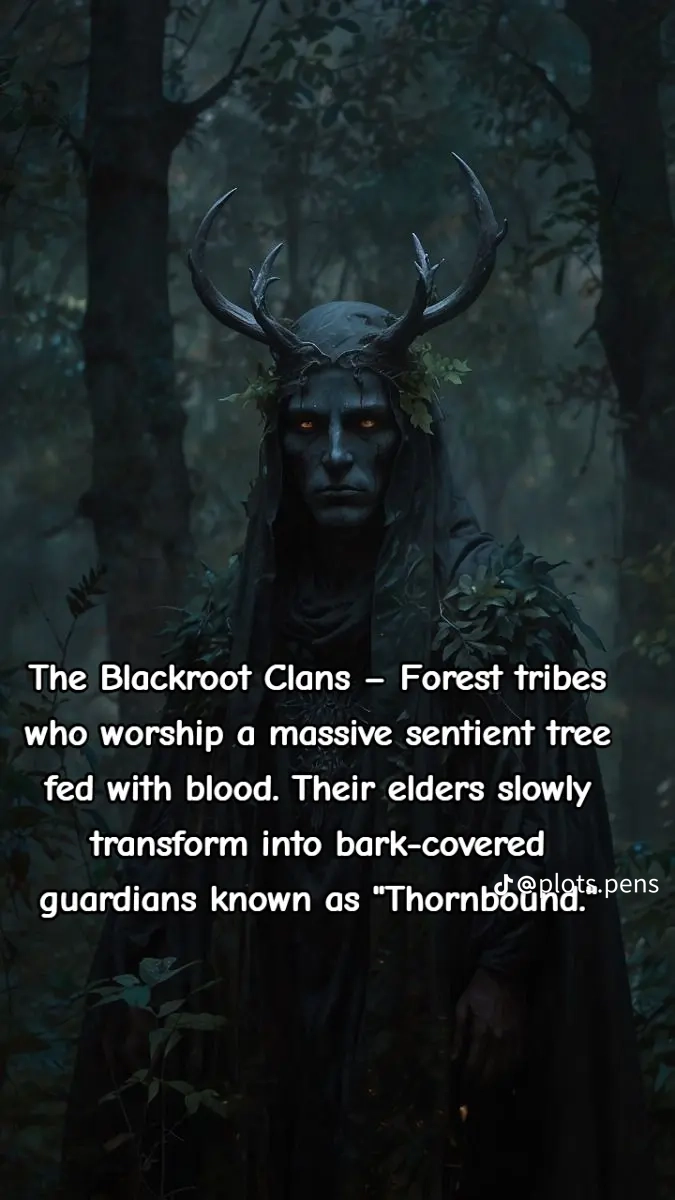 The Blackroot Clans – Forest tribes
who worship a massive sentient tree
fed with blood. Their elders slowly
transform into bark-covered
guardians known as "Thornbound."
@plots.pens